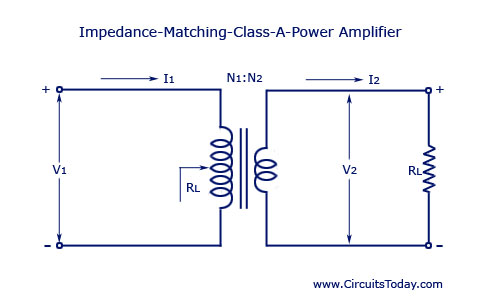 Impedance-Matching-Class-A-Power Amplifier
I1 N1:N2 I2
+ +
V1 V2 RL
RL
- -
www.CircuitsToday.com